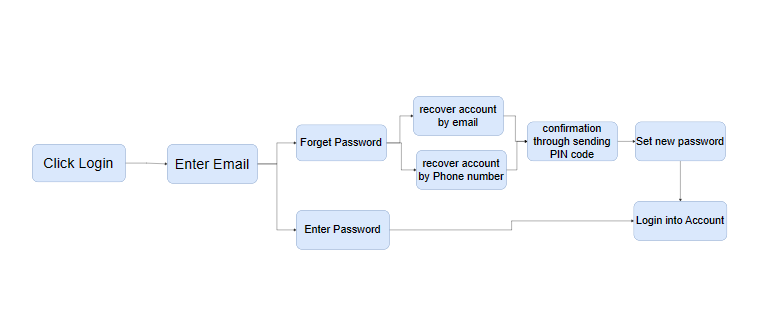 Click Login
Enter Email
Forget Password
recover account
by email
recover account
by Phone number
confirmation
through sending
PIN code
Set new password
Enter Password
Login into Account